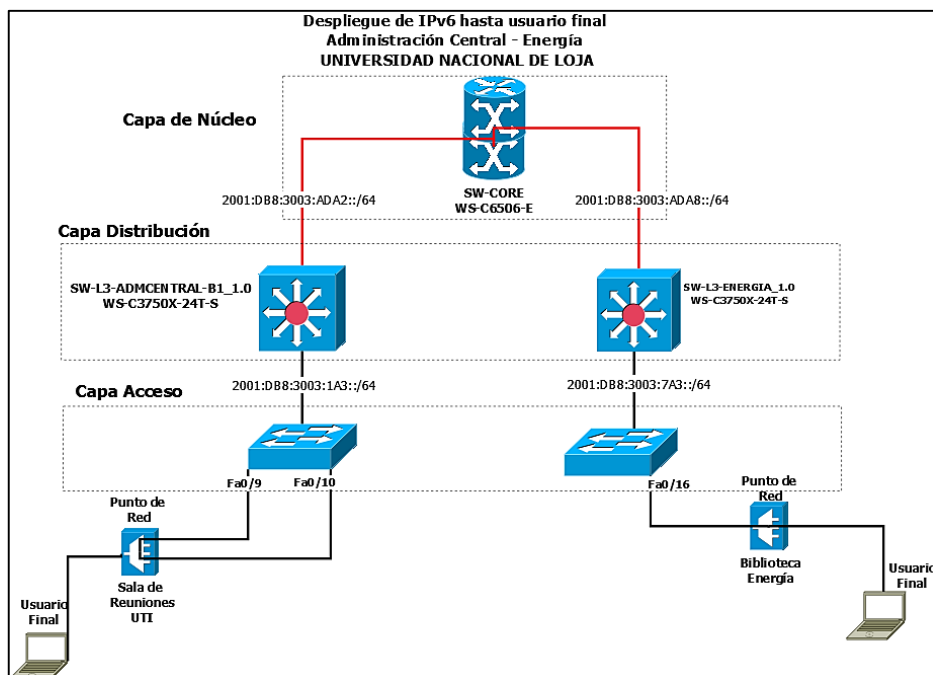 Despliegue de IPv6 hasta usuario final
Administración Central - Energía
UNIVERSIDAD NACIONAL DE LOJA
Capa de Núcleo
SW-CORE
WS-C6506-E
2001:DB8:3003:ADA2::/64
2001:DB8:3003:ADA8::/64
Capa Distribución
SW-L3-ADMCENTRAL-B1_1.0
WS-C3750X-24T-S
SW-L3-ENERGIA_1.0
WS-C3750X-24T-S
2001:DB8:3003:1A3::/64
2001:DB8:3003:7A3::/64
Capa Acceso
Fa0/9
Fa0/10
Fa0/16
Punto de
Red
Sala de
Reuniones
UTI
Usuario
Final
Punto de
Red
Biblioteca
Energía
Usuario
Final